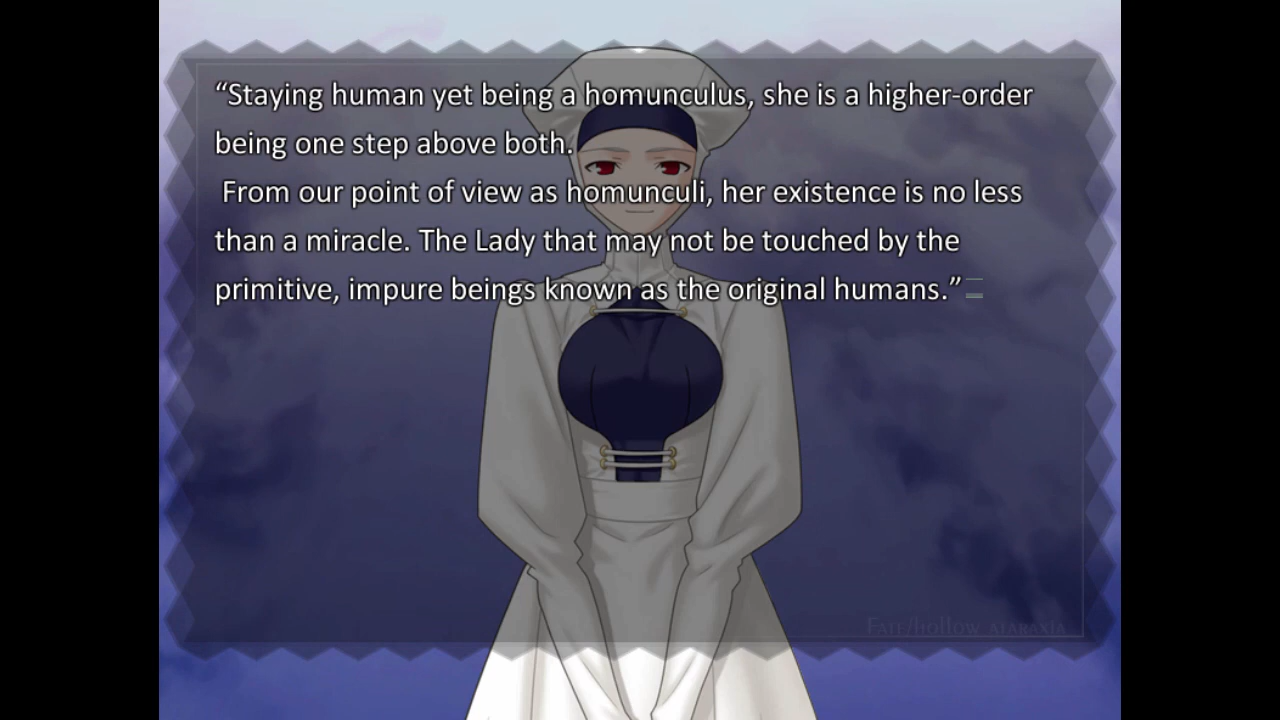 “Staying human yet being a homunculus, she is a higher-order
being one step above both.
From our point of view as homunculi, her existence is no less
than a miracle. The Lady that may not be touched by the
primitive, impure beings known as the original humans.”
Fate/hollow ataraxia